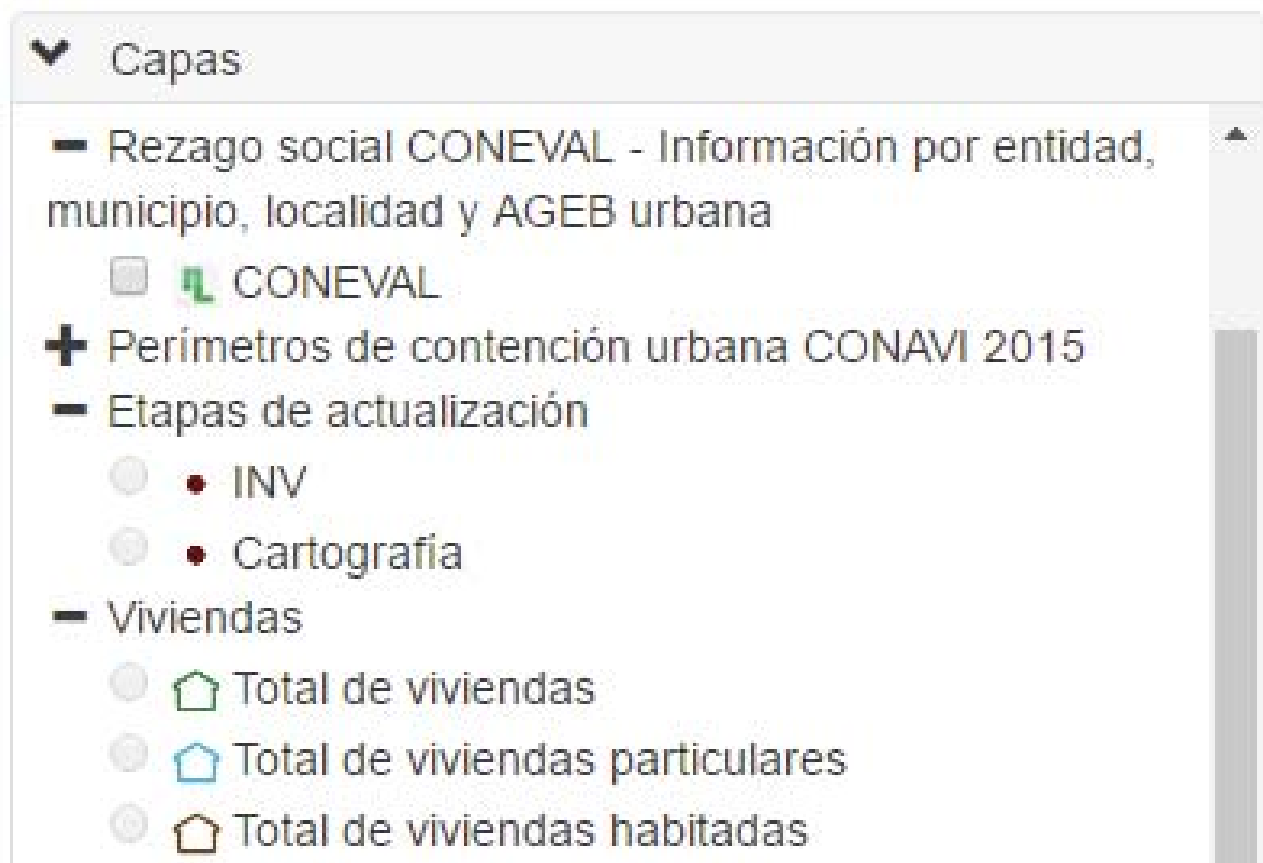 Capas
Rezago social CONEVAL - Información por entidad,
municipio, localidad y AGEB urbana
CONEVAL
Perímetros de contención urbana CONAVI 2015
Etapas de actualización
INV
Cartografía
Viviendas
Total de viviendas
Total de viviendas particulares
Total de viviendas habitadas